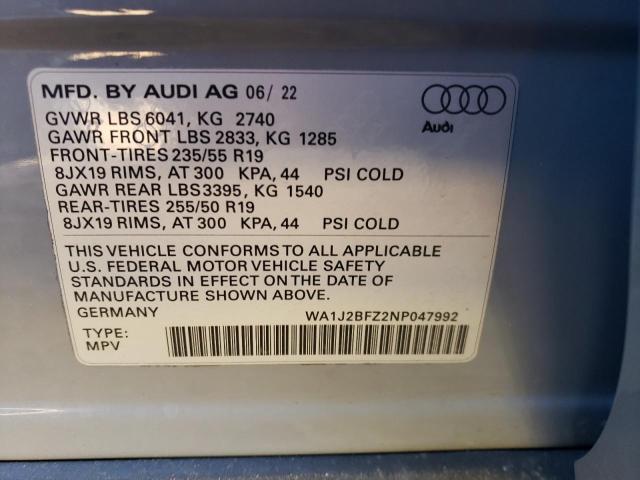 MFD. BY AUDI AG 06/ 22
GVWR LBS 6041, KG 2740
GAWR FRONT LBS 2833, KG 1285
FRONT-TIRES 235/55 R19
8JX19 RIMS, AT 300 KPA, 44 PSI COLD
GAWR REAR LBS3395, KG 1540
REAR-TIRES 255/50 R19
8JX19 RIMS, AT 300 KPA, 44 PSI COLD
Audi
THIS VEHICLE CONFORMS TO ALL APPLICABLE
U.S. FEDERAL MOTOR VEHICLE SAFETY
STANDARDS IN EFFECT ON THE DATE OF
MANUFACTURE SHOWN ABOVE.
GERMANY WA1J2BFZ2NP047992
TYPE:
MPV